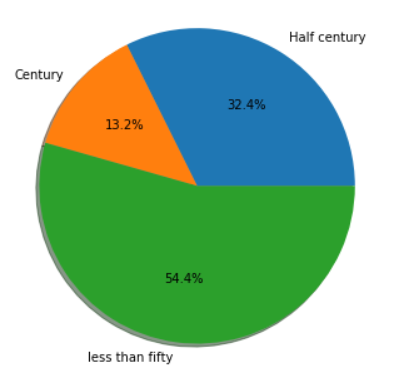 Half century
32.4%
Century
13.2%
54.4%
less than fifty